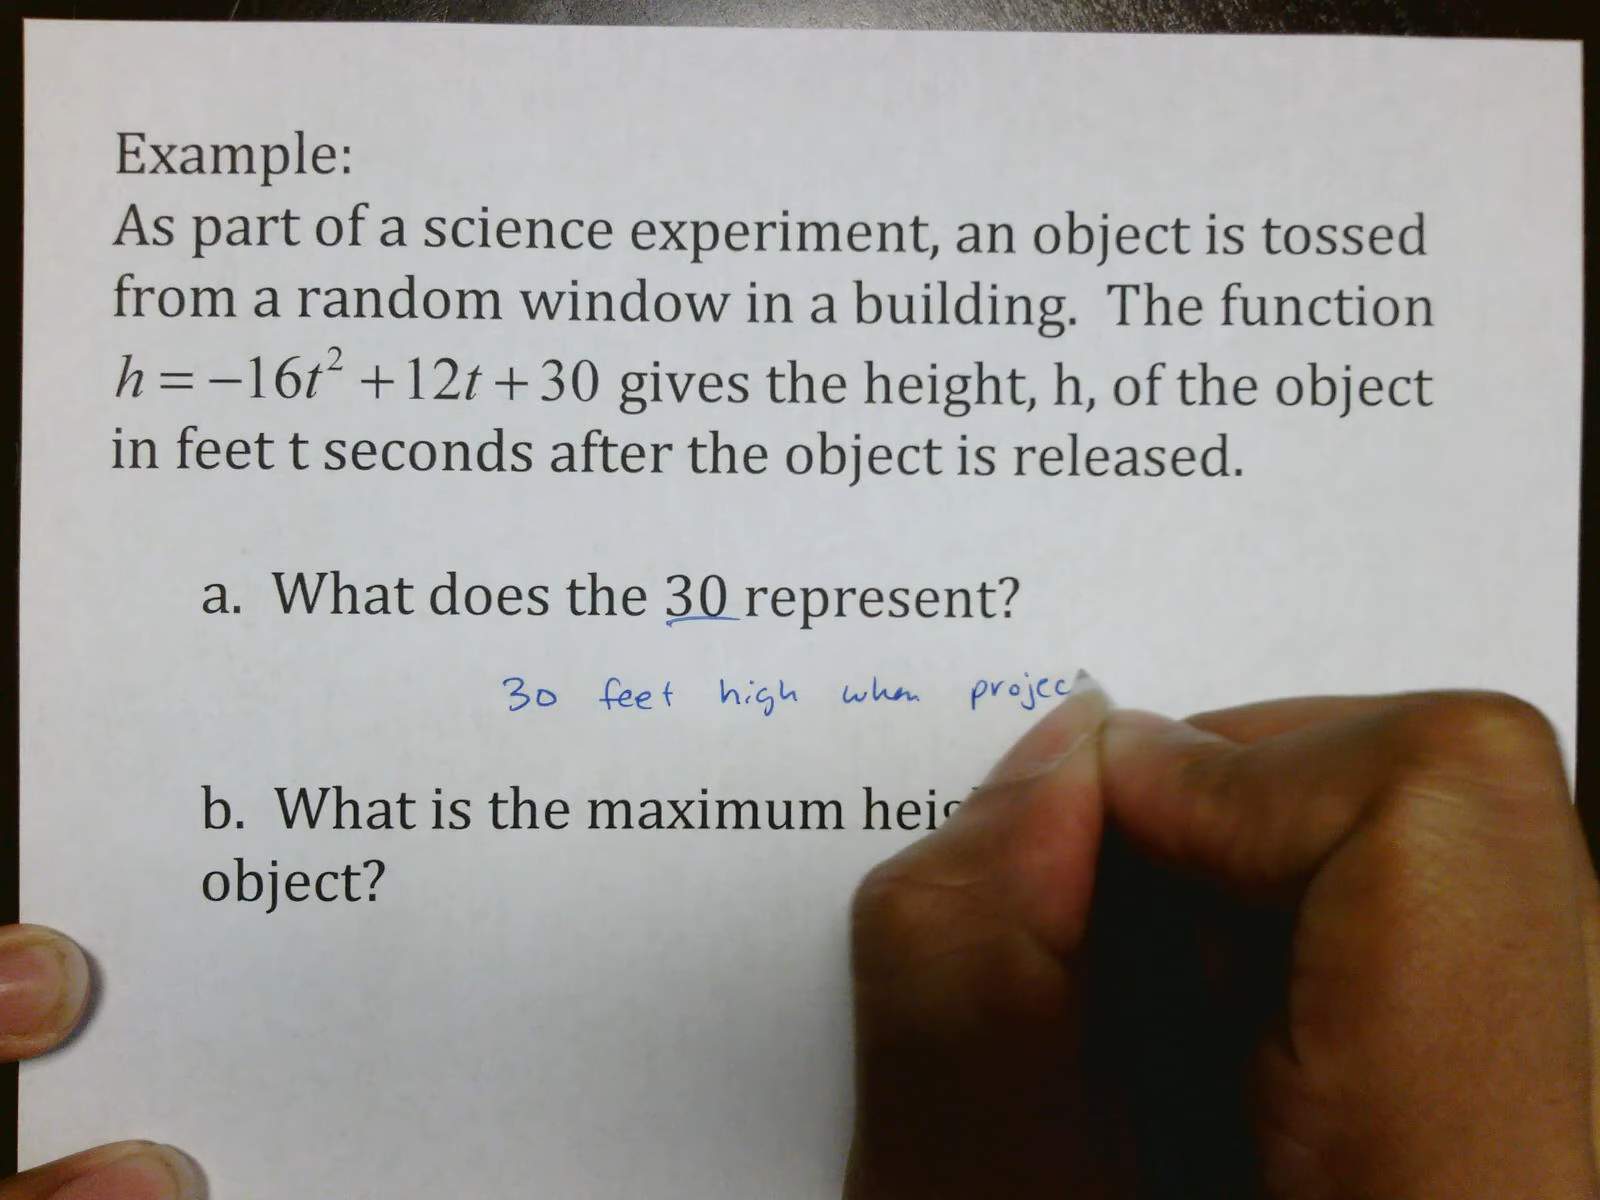 Example:
As part of a science experiment, an object is tossed
from a random window in a building. The function
h = −16t² + 12t + 30 gives the height, h, of the object
in feet t seconds after the object is released.
a. What does the 30 represent?
30 feet high when projec
b. What is the maximum heig
object?